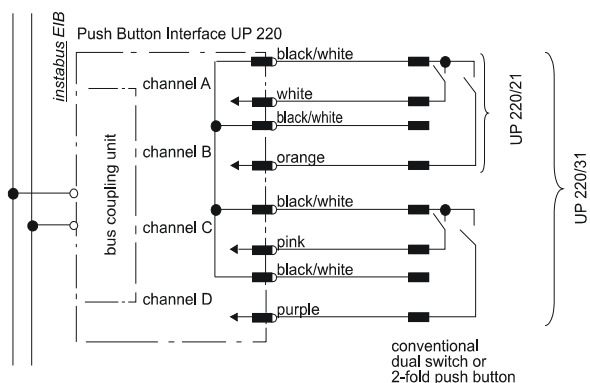 instabus EIB
Push Button Interface UP 220
bus coupling unit
channel A
black/white
white
black/white
channel B
orange
black/white
channel C
pink
black/white
channel D
purple
UP 220/21
UP 220/31
conventional
dual switch or
2-fold push button